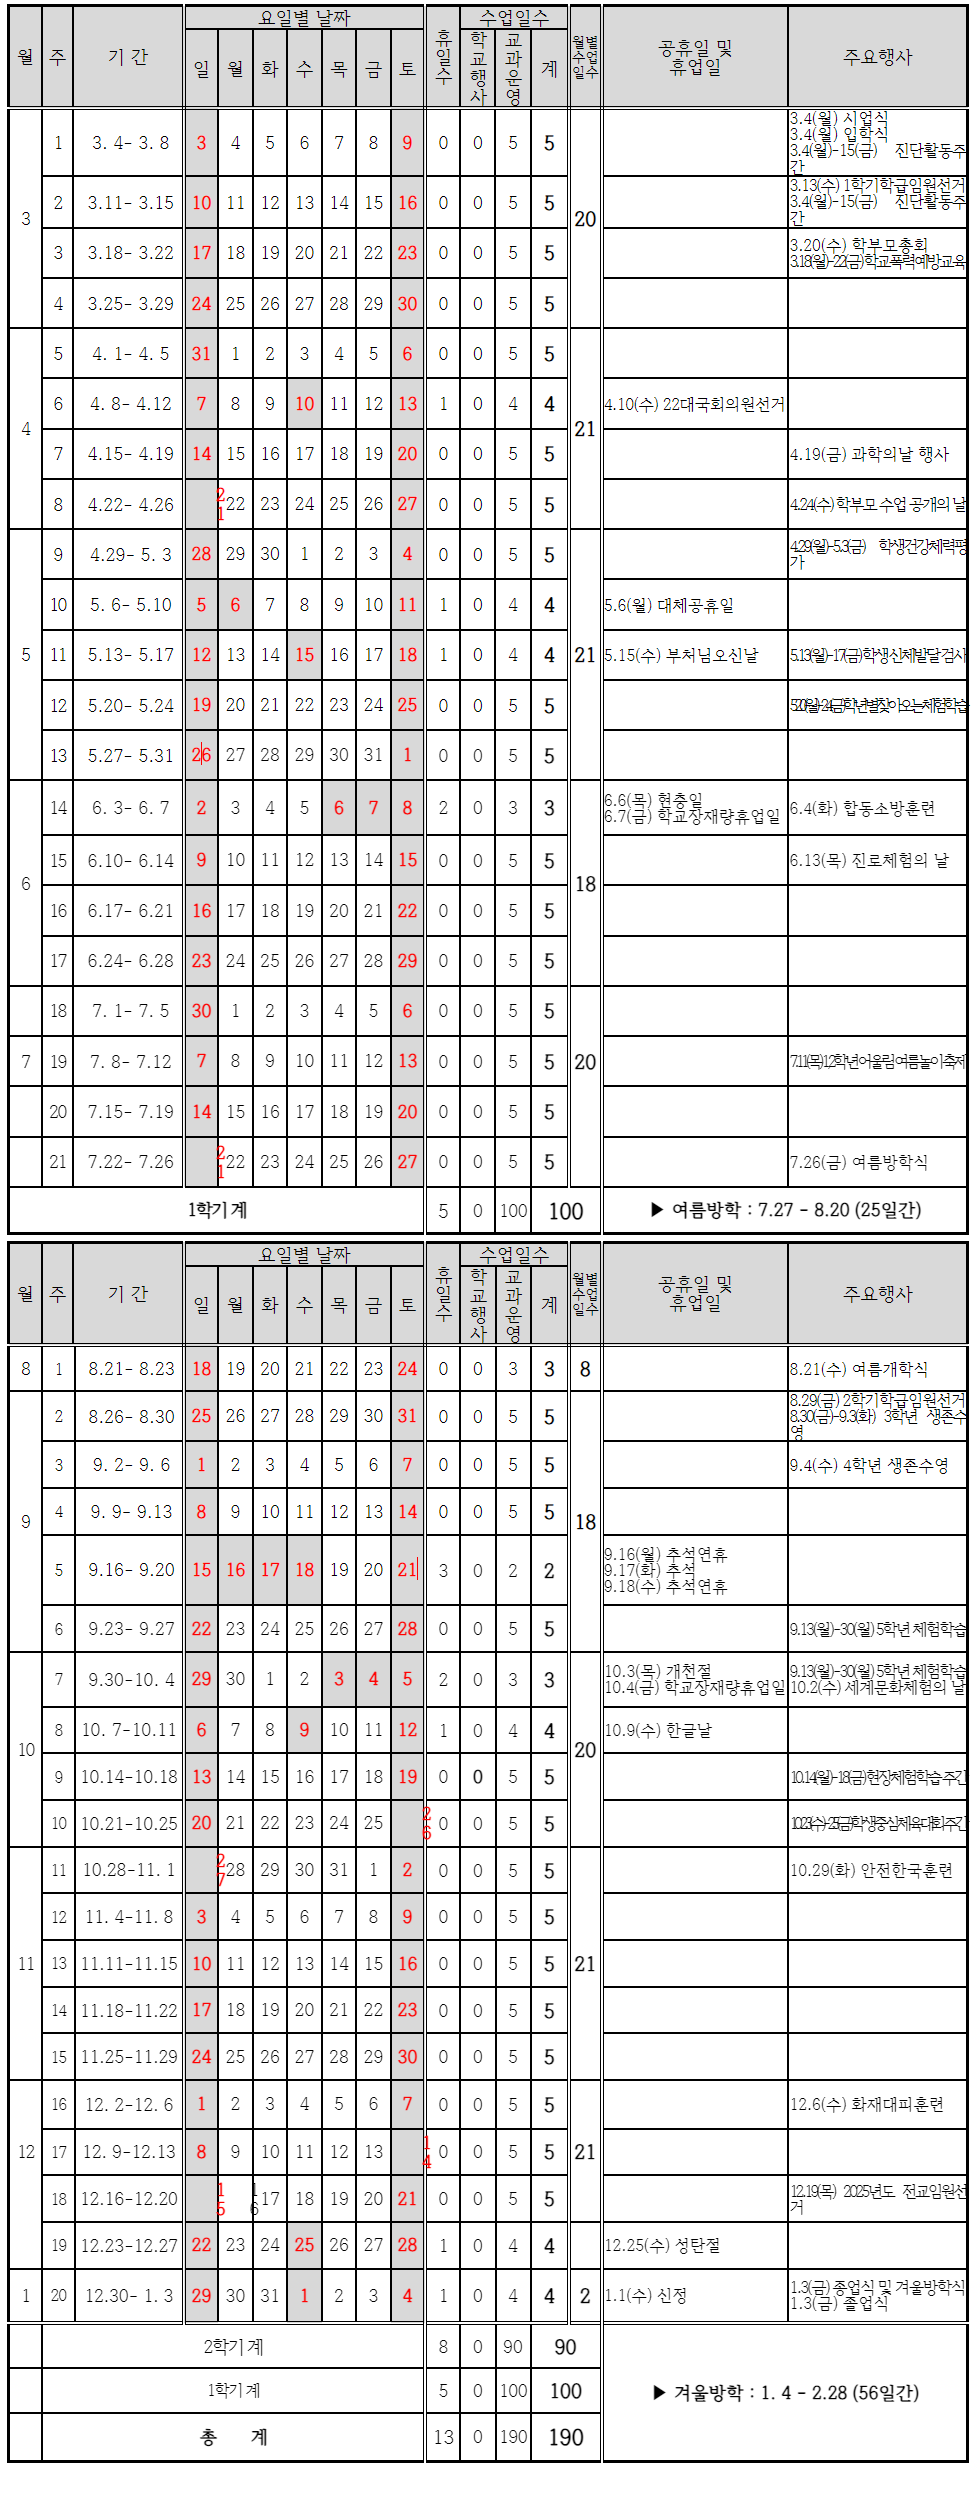 월 주 기 간 요일별 날짜 휴일수 수업일수 월별수업일수 공휴일 및 휴업일 주요행사
일 월 화 수 목 금 토 학교행사 교과운영 계
3 1 3. 4- 3. 8 3 4 5 6 7 8 9 0 0 5 5 20 3.4(월) 시업식
3.4(월) 입학식
3.4(월)-15(금) 진단활동주
간
2 3.11- 3.15 10 11 12 13 14 15 16 0 0 5 5 3.13(수) 1학기학급임원선거
3.4(월)-15(금) 진단활동주
간
3 3.18- 3.22 17 18 19 20 21 22 23 0 0 5 5 3.20(수) 학부모총회
3.18(월)-22(금)학교폭력예방교육
4 3.25- 3.29 24 25 26 27 28 29 30 0 0 5 5
4 5 4. 1- 4. 5 31 1 2 3 4 5 6 0 0 5 5 21
6 4. 8- 4.12 7 8 9 10 11 12 13 1 0 4 4 4.10(수) 22대국회의원선거
7 4.15- 4.19 14 15 16 17 18 19 20 0 0 5 5 4.19(금) 과학의날 행사
8 4.22- 4.26 21 22 23 24 25 26 27 0 0 5 5 4.24(수) 학부모 수업 공개의 날
5 9 4.29- 5. 3 28 29 30 1 2 3 4 0 0 5 5 21 4.29(월)-5.3(금) 학생건강체력평
가
10 5. 6- 5.10 5 6 7 8 9 10 11 1 0 4 4 5.6(월) 대체공휴일
11 5.13- 5.17 12 13 14 15 16 17 18 1 0 4 4 5.15(수) 부처님오신날 5.13(월)-17(금)학생신체발달검사
12 5.20- 5.24 19 20 21 22 23 24 25 0 0 5 5 5.20(월)-24(금)학년별찾아오는체험학습
13 5.27- 5.31 26 27 28 29 30 31 1 0 0 5 5
6 14 6. 3- 6. 7 2 3 4 5 6 7 8 2 0 3 3 18 6.6(목) 현충일
6.7(금) 학교장재량휴업일 6.4(화) 합동소방훈련
15 6.10- 6.14 9 10 11 12 13 14 15 0 0 5 5 6.13(목) 진로체험의 날
16 6.17- 6.21 16 17 18 19 20 21 22 0 0 5 5
17 6.24- 6.28 23 24 25 26 27 28 29 0 0 5 5
7 18 7. 1- 7. 5 30 1 2 3 4 5 6 0 0 5 5 20
19 7. 8- 7.12 7 8 9 10 11 12 13 0 0 5 5 7.11(목)1,2학년어울림여름놀이축제
20 7.15- 7.19 14 15 16 17 18 19 20 0 0 5 5
21 7.22- 7.26 21 22 23 24 25 26 27 0 0 5 5 7.26(금) 여름방학식
1학기계 5 0 100 100 ▶ 여름방학 : 7.27 - 8.20 (25일간)
월 주 기 간 요일별 날짜 휴일수 수업일수 월별수업일수 공휴일 및 휴업일 주요행사
일 월 화 수 목 금 토 학교행사 교과운영 계
8 1 8.21- 8.23 18 19 20 21 22 23 24 0 0 3 3 8 8.21(수) 여름개학식
9 2 8.26- 8.30 25 26 27 28 29 30 31 0 0 5 5 18 8.29(금) 2학기학급임원선거
8.30(금)-9.3(화) 3학년 생존수
영
3 9. 2- 9. 6 1 2 3 4 5 6 7 0 0 5 5 9.4(수) 4학년 생존수영
4 9. 9- 9.13 8 9 10 11 12 13 14 0 0 5 5
5 9.16- 9.20 15 16 17 18 19 20 21 3 0 2 2 9.16(월) 추석연휴
9.17(화) 추석
9.18(수) 추석연휴
6 9.23- 9.27 22 23 24 25 26 27 28 0 0 5 5 9.13(월)-30(월) 5학년 체험학습
10 7 9.30-10. 4 29 30 1 2 3 4 5 2 0 3 3 20 10.3(목) 개천절 9.13(월)-30(월) 5학년 체험학습
10.4(금) 학교장재량휴업일 10.2(수) 세계문화체험의 날
8 10. 7-10.11 6 7 8 9 10 11 12 1 0 4 4 10.9(수) 한글날
9 10.14-10.18 13 14 15 16 17 18 19 0 0 5 5 10.14(월)-18(금)현장체험학습 주간
10 10.21-10.25 20 21 22 23 24 25 26 0 0 5 5 10.23(수)-25(금)학생중심체육대회주간
11 11 10.28-11. 1 27 28 29 30 31 1 2 0 0 5 5 21 10.29(화) 안전한국훈련
12 11. 4-11. 8 3 4 5 6 7 8 9 0 0 5 5
13 11.11-11.15 10 11 12 13 14 15 16 0 0 5 5
14 11.18-11.22 17 18 19 20 21 22 23 0 0 5 5
15 11.25-11.29 24 25 26 27 28 29 30 0 0 5 5
12 16 12. 2-12. 6 1 2 3 4 5 6 7 0 0 5 5 21 12.6(수) 화재대피훈련
17 12. 9-12.13 8 9 10 11 12 13 14 0 0 5 5
18 12.16-12.20 15 16 17 18 19 20 21 0 0 5 5 12.19(목) 2025년도 전교임원선
거
19 12.23-12.27 22 23 24 25 26 27 28 1 0 4 4 12.25(수) 성탄절
1 20 12.30- 1. 3 29 30 31 1 2 3 4 1 0 4 4 2 1.1(수) 신정 1.3(금) 종업식 및 겨울방학식
1.3(금) 졸업식
2학기계 8 0 90 90
1학기계 5 0 100 100 ▶ 겨울방학 : 1. 4 - 2.28 (56일간)
총 계 13 0 190 190